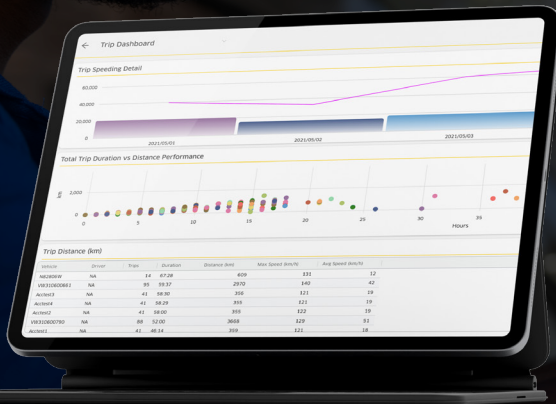 Trip Dashboard
Trip Speeding Detail
60,000
40,000
20,000
0
2021/05/01 2021/05/02 2021/05/03
Total Trip Duration vs Distance Performance
km
2,000
0
0 5 10 15 20 25 30 35
Hours
Trip Distance (km)
Vehicle Driver Trips Duration Distance (km) Max Speed (km/h) Avg Speed (km/h)
NA 14 67:28 609 131 12
VW310800861 NA 95 59:37 2970 140 42
Acctest3 NA 41 58:30 356 121 19
Acctest4 NA 41 58:29 355 121 19
Acctest2 NA 41 58:00 355 122 19
VW310800760 NA 98 52:00 3668 129 51
Acctest1 NA 41 48:14 359 121 18